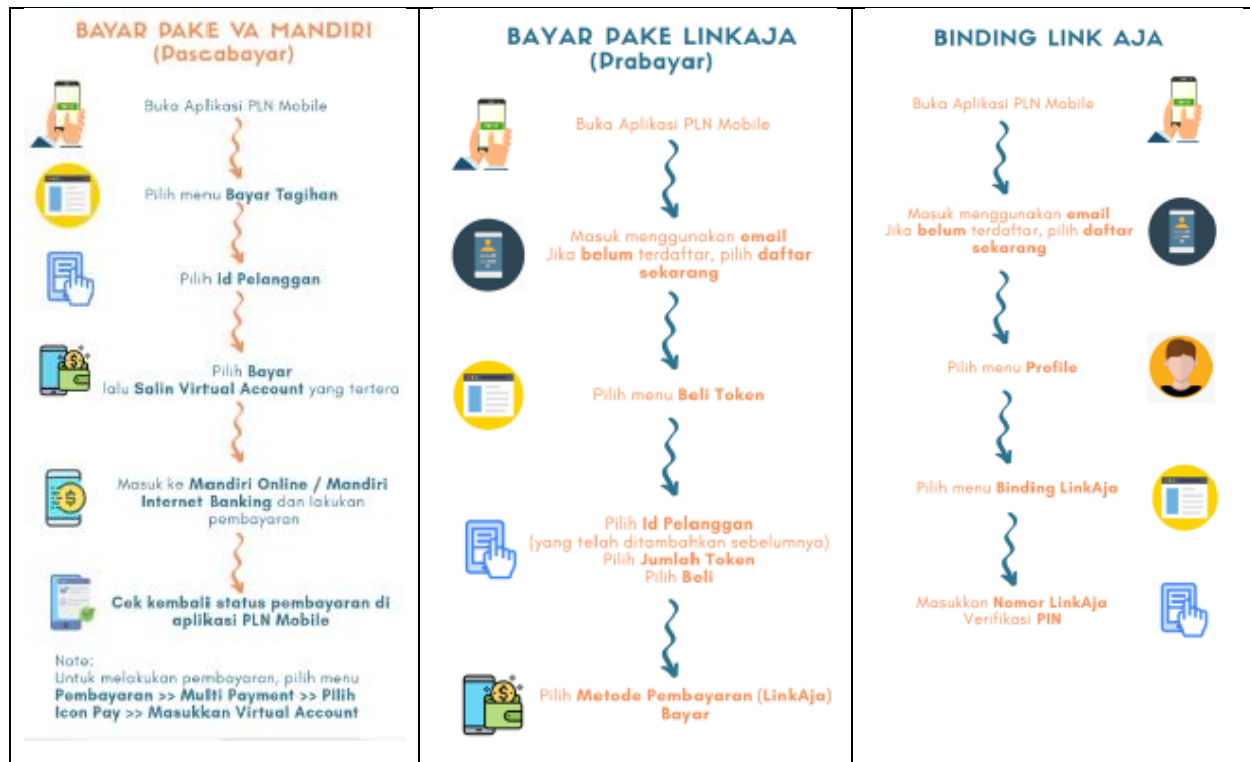 BAYAR PAKE VA MANDIRI
(Pascabayar)
Buka Aplikasi PLN Mobile
Pilih menu Bayar Tagihan
Pilih Id Pelanggan
Pilih Bayar
lalu Salin Virtual Account yang tertera
Masuk ke Mandiri Online / Mandiri
Internet Banking dan lakukan
pembayaran
Cek kembali status pembayaran di
aplikasi PLN Mobile
Note:
Untuk melakukan pembayaran, pilih menu
Pembayaran >> Multi Payment >> Pilih
Icon Pay >> Masukkan Virtual Account
BAYAR PAKE LINKAJA
(Prabayar)
Buka Aplikasi PLN Mobile
Masuk menggunakan email
Jika belum terdaftar, pilih daftar
sekarang
Pilih menu Beli Token
Pilih Id Pelanggan
(yang telah ditambahkan sebelumnya)
Pilih Jumlah Token
Pilih Beli
Pilih Metode Pembayaran (LinkAja)
Bayar
BINDING LINK AJA
Buka Aplikasi PLN Mobile
Masuk menggunakan email
Jika belum terdaftar, pilih daftar
sekarang
Pilih menu Profile
Pilih menu Binding LinkAja
Masukkan Nomor LinkAja
Verifikasi PIN